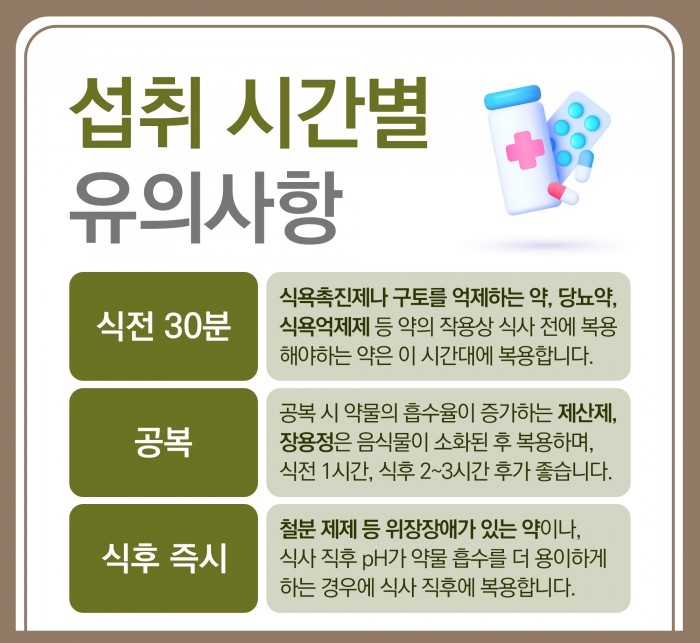 섭취 시간별
유의사항
식전 30분
식욕촉진제나 구토를 억제하는 약, 당뇨약,
식욕억제제 등 약의 작용상 식사 전에 복용
해야하는 약은 이 시간대에 복용합니다.
공복
공복 시 약물의 흡수율이 증가하는 제산제,
장용정은 음식물이 소화된 후 복용하며,
식전 1시간, 식후 2~3시간 후가 좋습니다.
식후 즉시
철분 제제 등 위장장애가 있는 약이나,
식사 직후 pH가 약물 흡수를 더 용이하게
하는 경우에 식사 직후에 복용합니다.